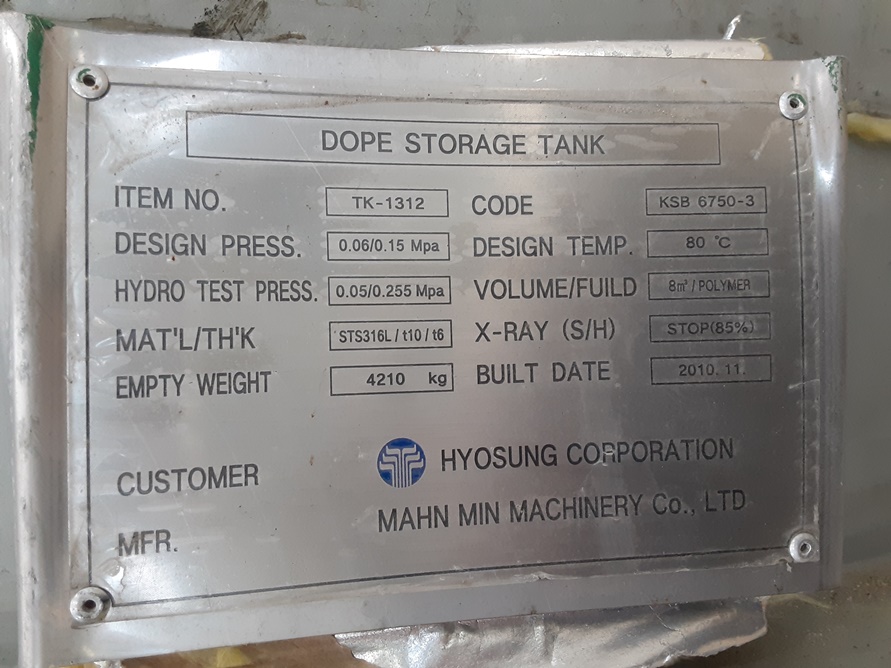 DOPE STORAGE TANK
ITEM NO. TK-1312 CODE KSB 6750-3
DESIGN PRESS. 0.06/0.15 Mpa DESIGN TEMP. 80 ℃
HYDRO TEST PRESS. 0.05/0.255 Mpa VOLUME/FUILD 8㎥/POLYMER
MAT'L/TH'K STS316L / t10 / t6 X-RAY (S/H) STOP(85%)
EMPTY WEIGHT 4210 kg BUILT DATE 2010. 11.
CUSTOMER HYOSUNG CORPORATION
MFR. MAHN MIN MACHINERY Co., LTD